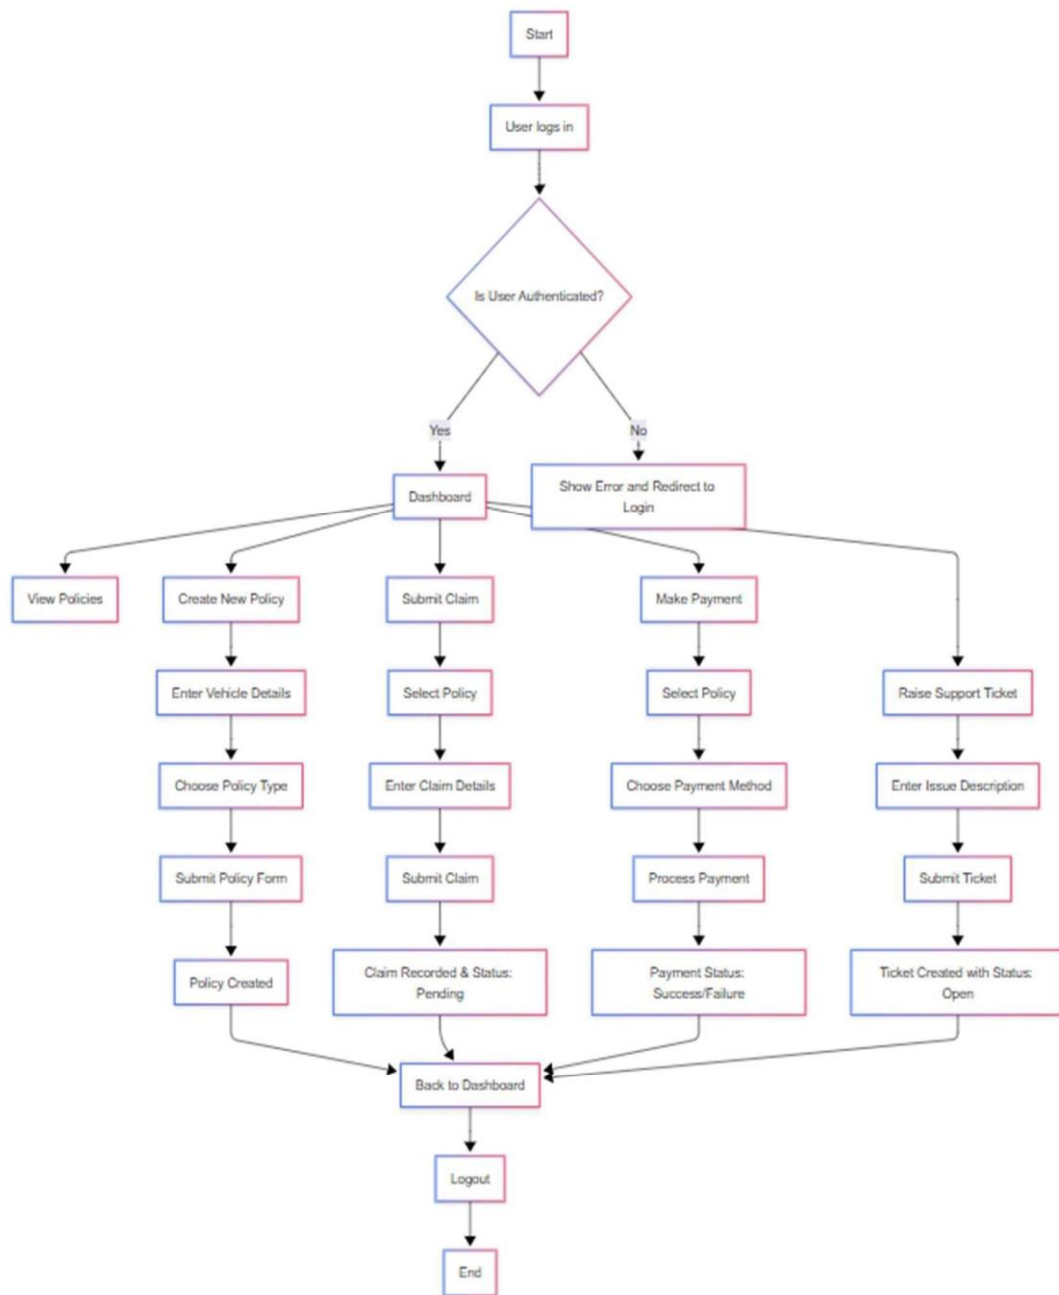 Start
User logs in
Is User Authenticated?
Yes
No
Dashboard
Show Error and Redirect to
Login
View Policies
Create New Policy
Submit Claim
Make Payment
Enter Vehicle Details
Select Policy
Select Policy
Raise Support Ticket
Choose Policy Type
Enter Claim Details
Choose Payment Method
Enter Issue Description
Submit Policy Form
Submit Claim
Process Payment
Submit Ticket
Policy Created
Claim Recorded & Status:
Pending
Payment Status:
Success/Failure
Ticket Created with Status:
Open
Back to Dashboard
Logout
End